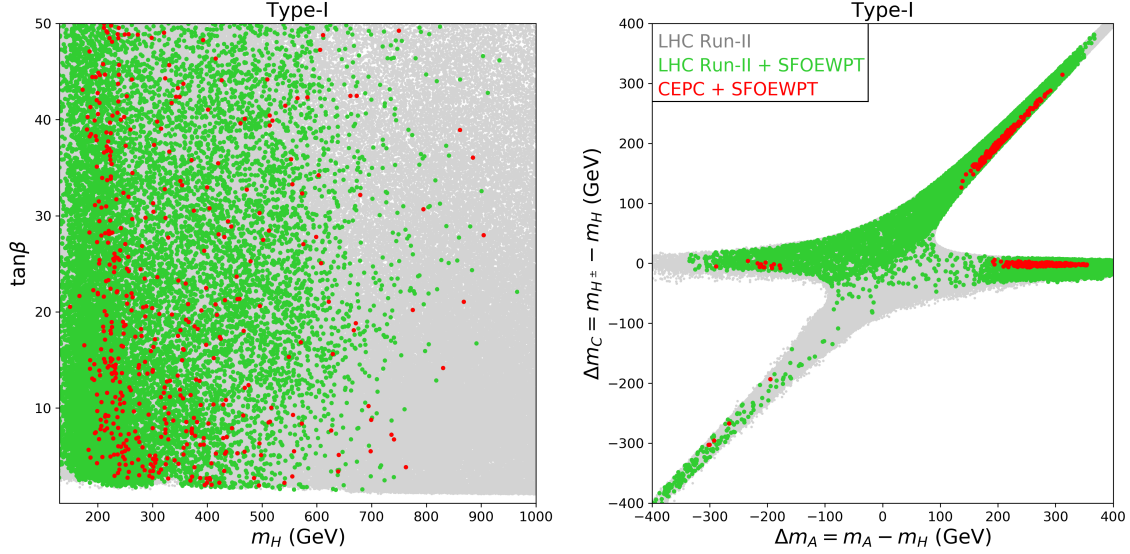 Type-I
50
40
30
20
10
tanβ
200 300 400 500 600 700 800 900 1000
m_H (GeV)
Type-I
LHC Run-II
LHC Run-II + SFOEWPT
CEPC + SFOEWPT
400
300
200
100
0
−100
−200
−300
−400
Δm_C = m_{H^±} − m_H (GeV)
−400 −300 −200 −100 0 100 200 300 400
Δm_A = m_A − m_H (GeV)